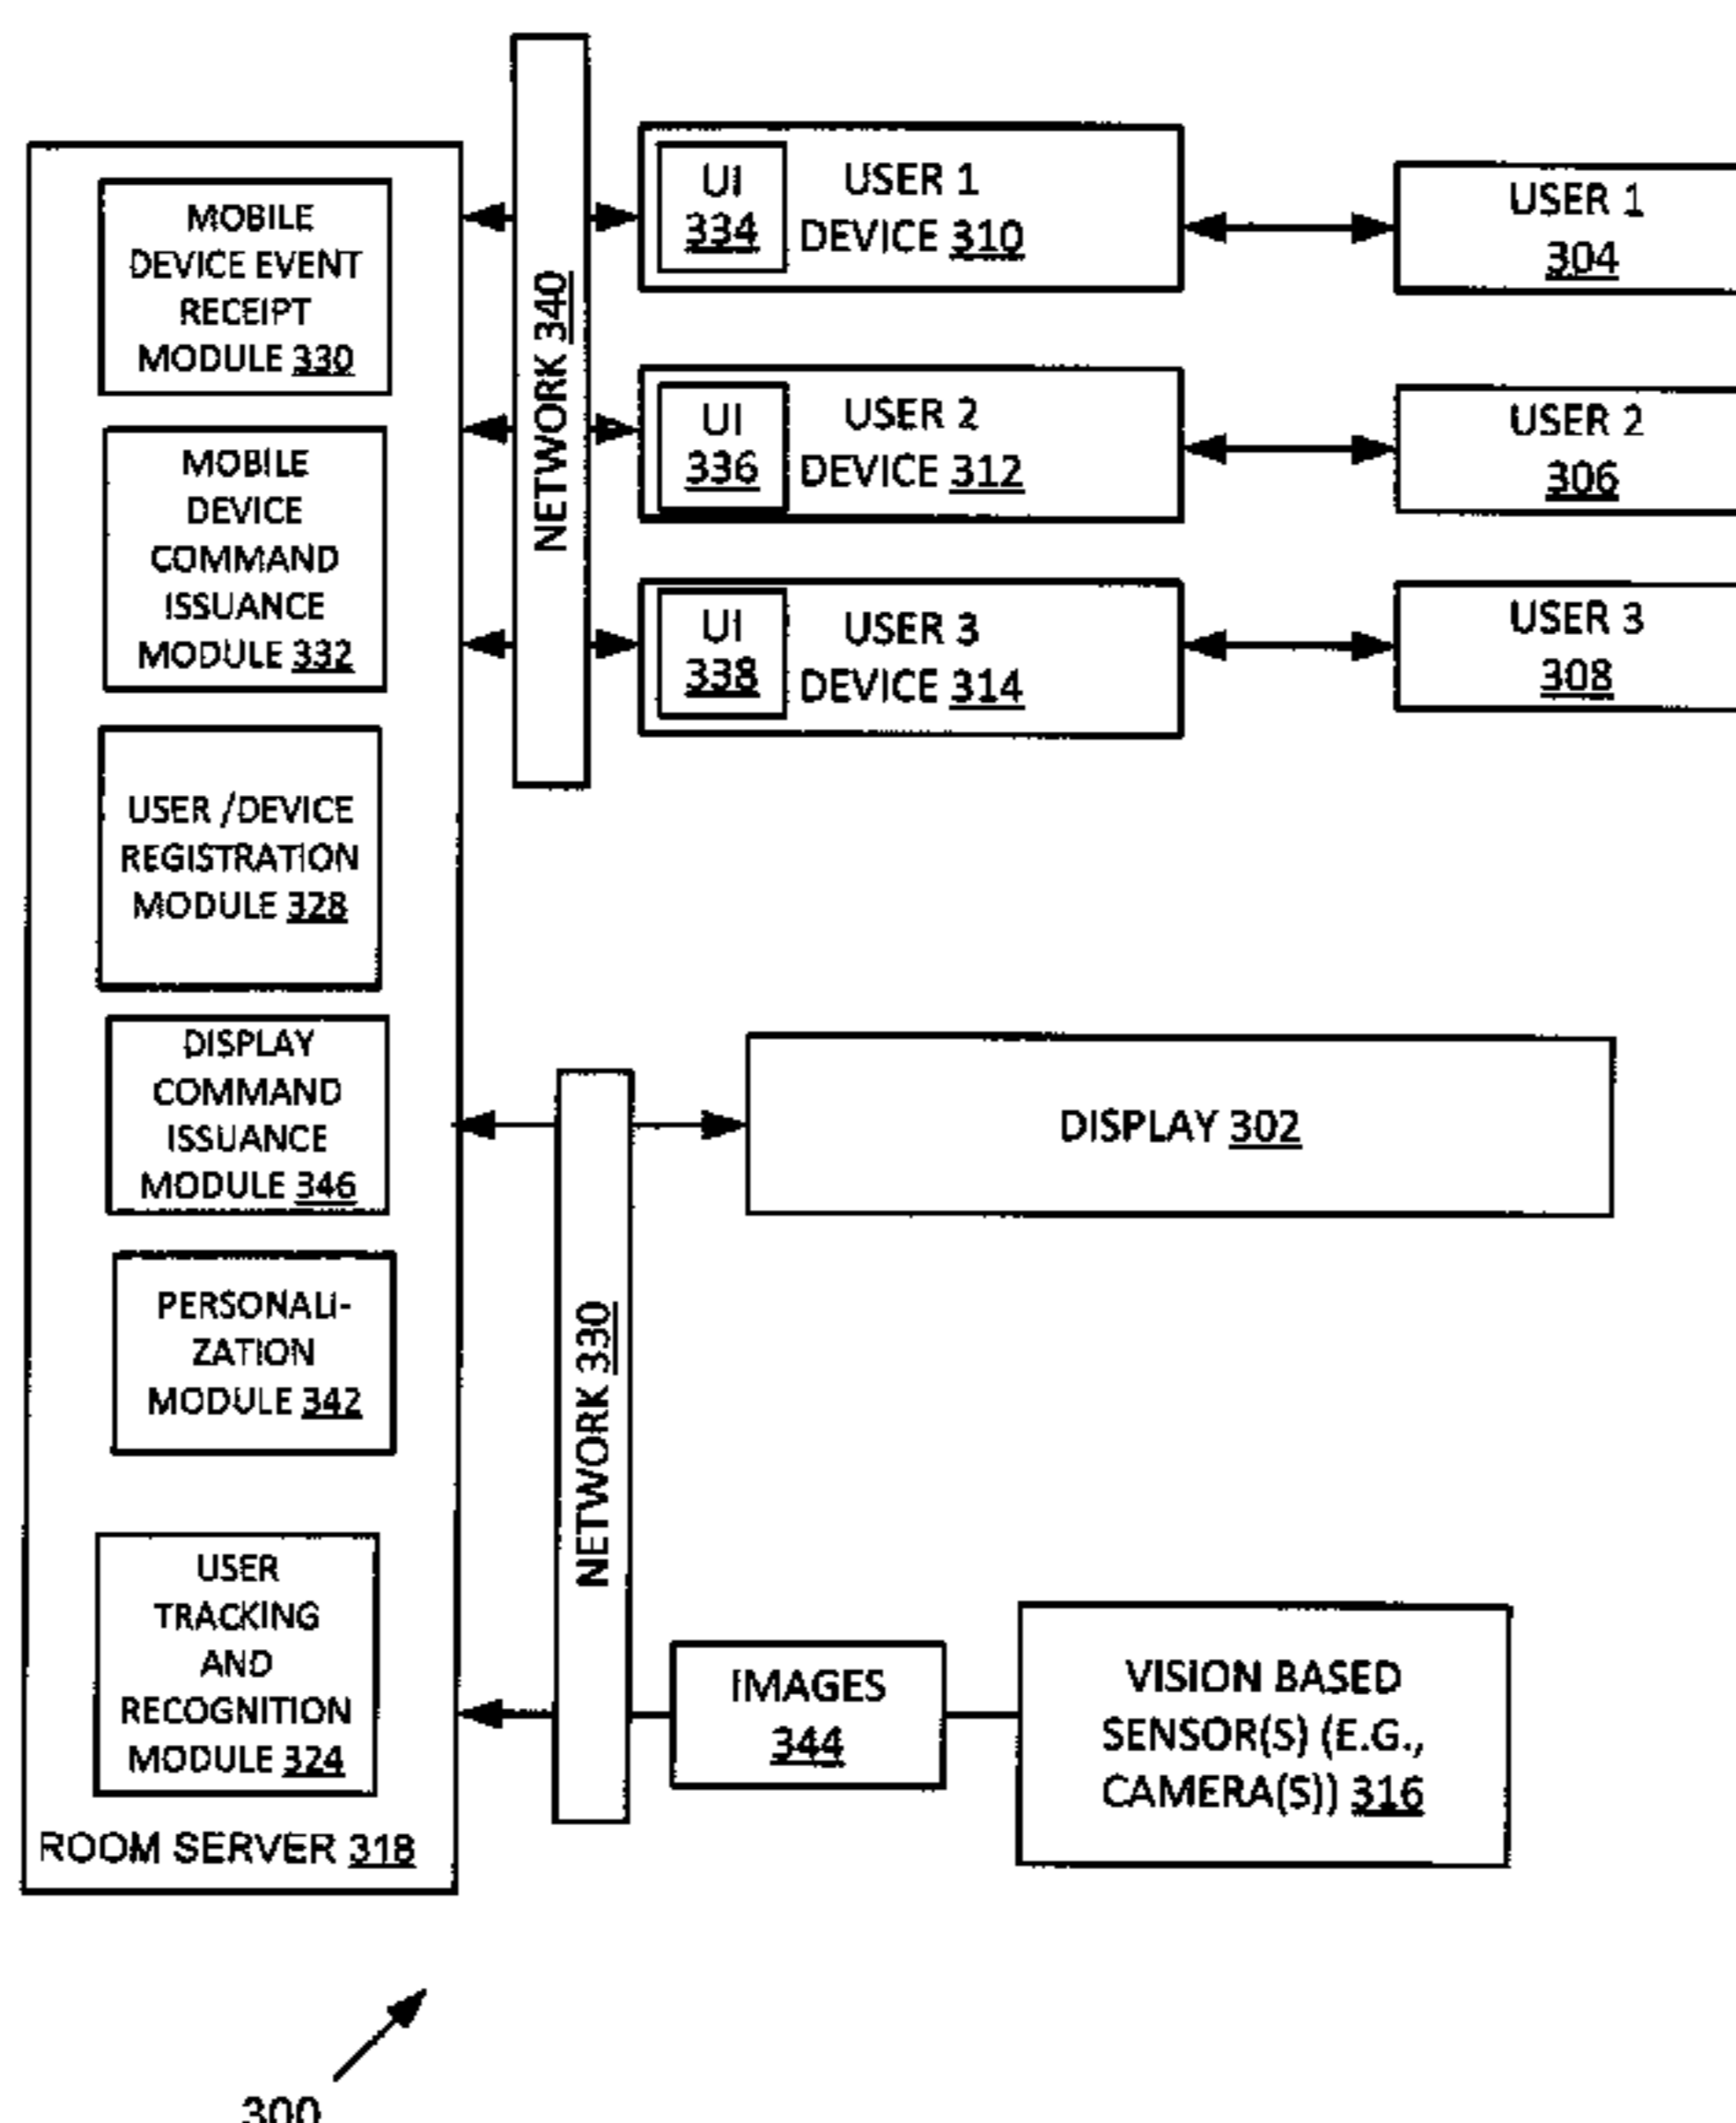 MOBILE
DEVICE EVENT
RECEIPT
MODULE 330
MOBILE
DEVICE
COMMAND
ISSUANCE
MODULE 332
USER /DEVICE
REGISTRATION
MODULE 328
DISPLAY
COMMAND
ISSUANCE
MODULE 346
PERSONALI-
ZATION
MODULE 342
USER
TRACKING
AND
RECOGNITION
MODULE 324
ROOM SERVER 318
NETWORK 340
UI
334
USER 1
DEVICE 310
USER 1
304
UI
336
USER 2
DEVICE 312
USER 2
306
UI
338
USER 3
DEVICE 314
USER 3
308
NETWORK 330
DISPLAY 302
IMAGES
344
VISION BASED
SENSOR(S) (E.G.,
CAMERA(S)) 316
300